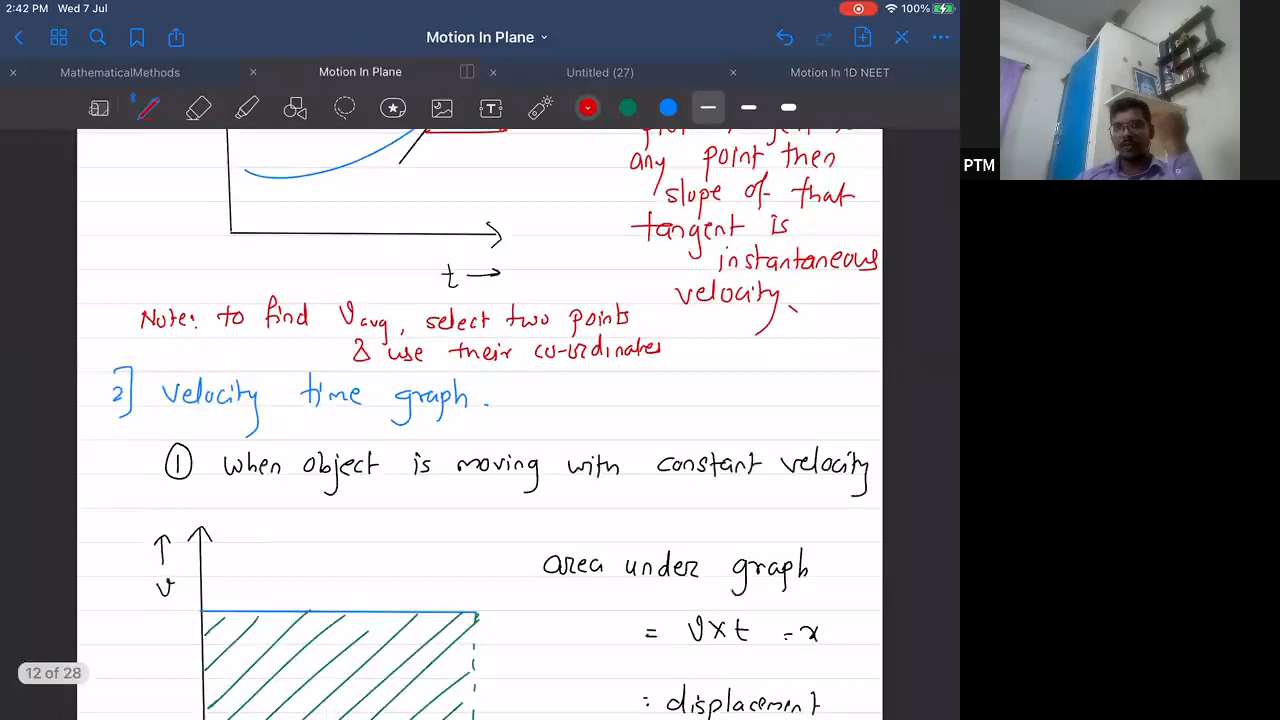 2:42 PM Wed 7 Jul
100%
Motion In Plane
MathematicalMethods
Motion In Plane
Untitled (27)
Motion In 1D NEET
PTM
any point then
slope of that
tangent is
instantaneous
velocity.
t →
Note: to find Vavg, select two points
& use their co-ordinates
2] velocity time graph.
① when object is moving with constant velocity
↑
v
area under graph
= v×t = x
= displacement
12 of 28